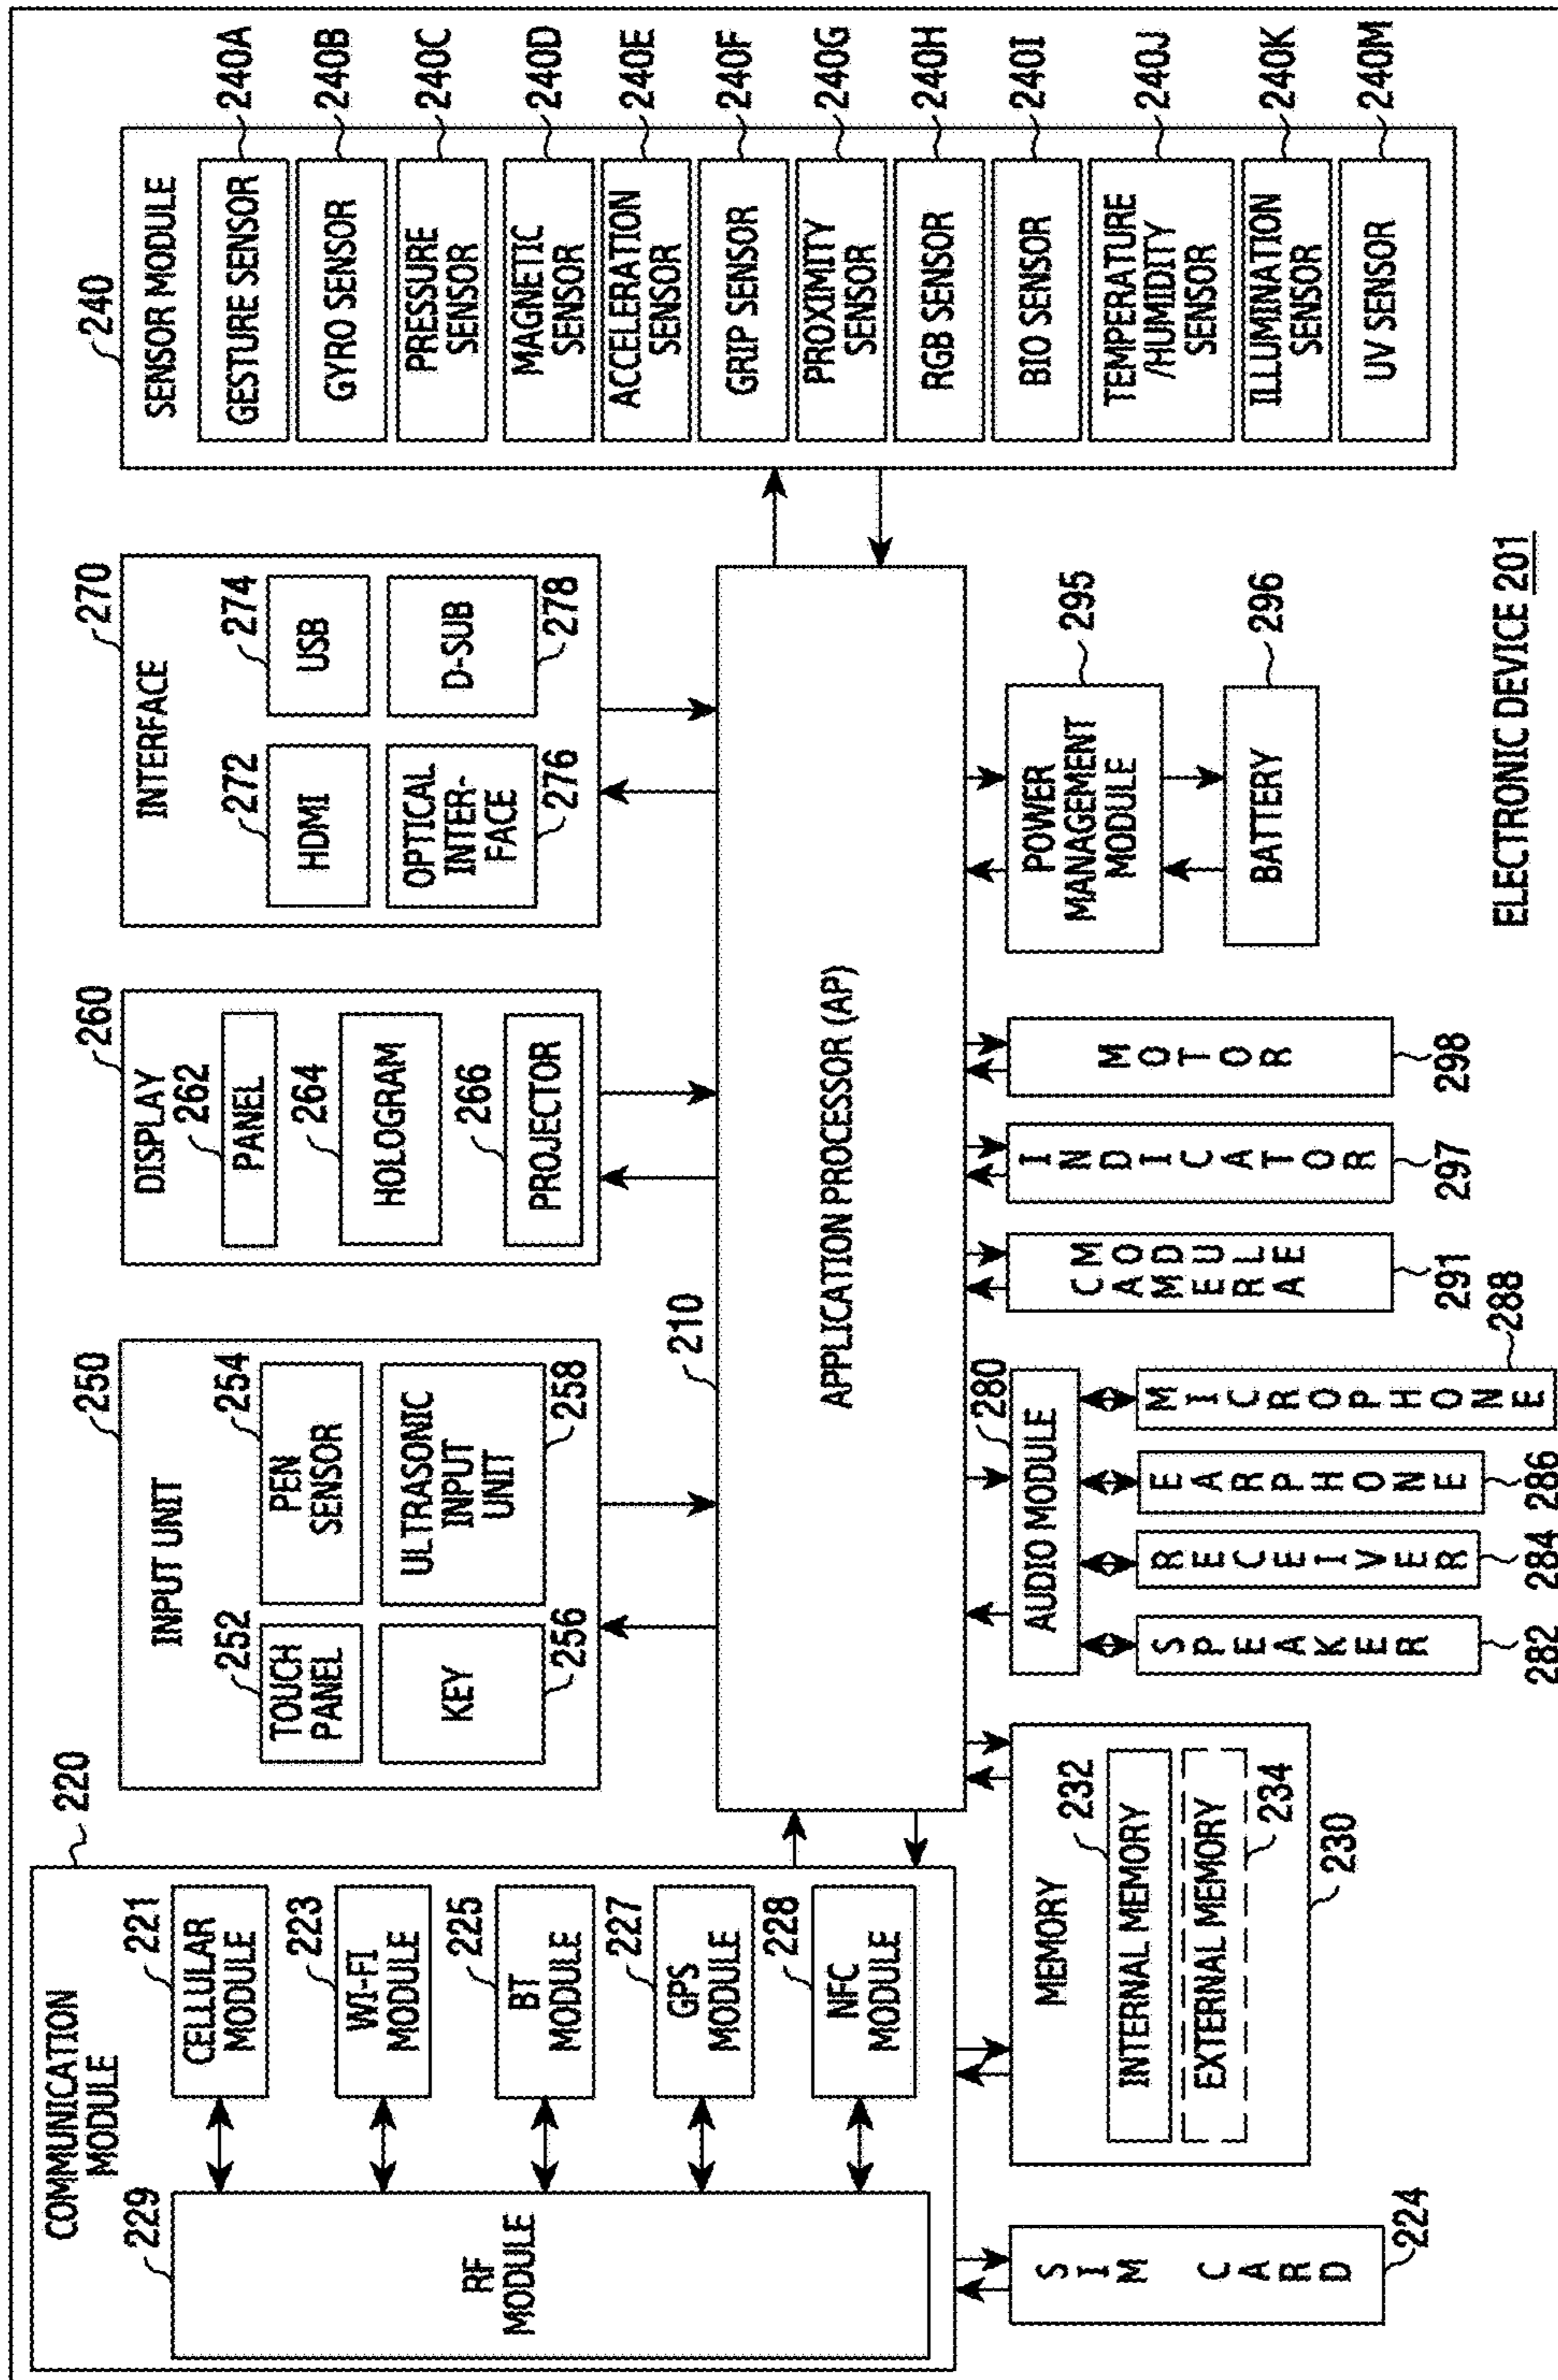 COMMUNICATION
MODULE
220
229
RF
MODULE
221
CELLULAR
MODULE
223
WI-FI
MODULE
225
BT
MODULE
227
GPS
MODULE
228
NFC
MODULE
250
INPUT UNIT
252
TOUCH
PANEL
254
PEN
SENSOR
KEY
256
ULTRASONIC
INPUT
UNIT
258
260
DISPLAY
262
PANEL
264
HOLOGRAM
266
PROJECTOR
270
INTERFACE
272
HDMI
274
USB
OPTICAL
INTER-
FACE
276
D-SUB
278
240
SENSOR MODULE
GESTURE SENSOR
240A
GYRO SENSOR
240B
PRESSURE
SENSOR
240C
MAGNETIC
SENSOR
240D
ACCELERATION
SENSOR
240E
GRIP SENSOR
240F
PROXIMITY
SENSOR
240G
RGB SENSOR
240H
BIO SENSOR
240I
TEMPERATURE
/HUMIDITY
SENSOR
240J
ILLUMINATION
SENSOR
240K
UV SENSOR
240M
210
APPLICATION PROCESSOR (AP)
SIM CARD
224
MEMORY
232
INTERNAL MEMORY
EXTERNAL MEMORY
234
230
280
AUDIO MODULE
SPEAKER
282
RECEIVER
284
EARPHONE
286
MICROPHONE
288
CAMERA
MODULE
291
INDICATOR
297
MOTOR
298
POWER
MANAGEMENT
MODULE
295
BATTERY
296
ELECTRONIC DEVICE 201